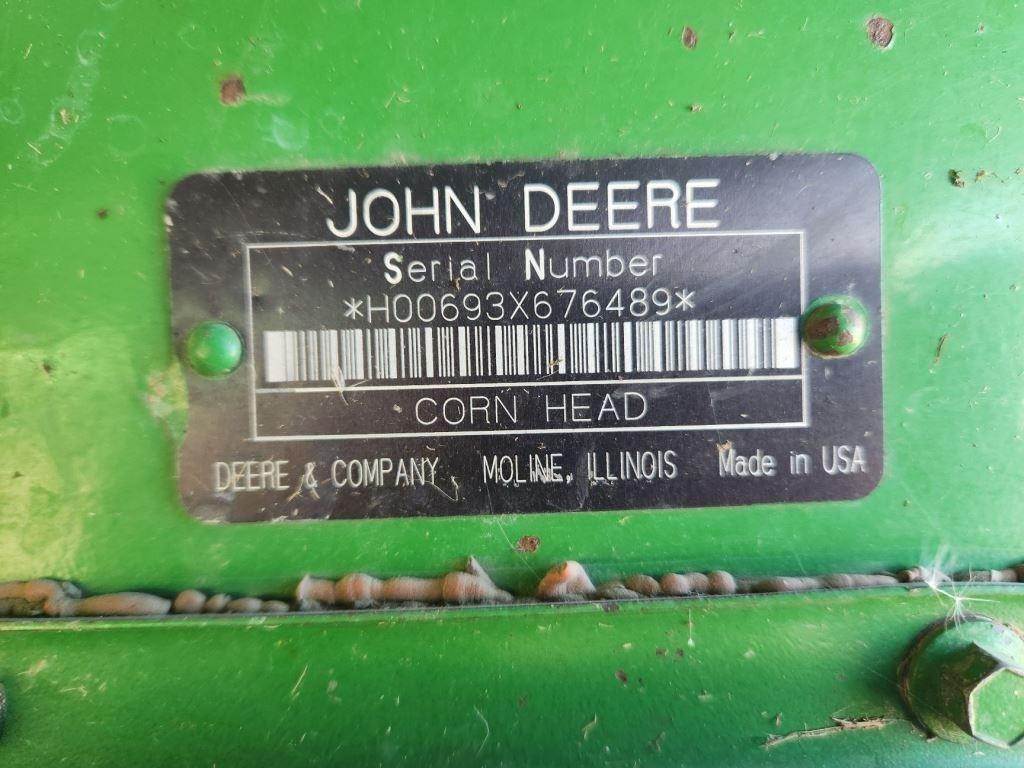 JOHN DEERE
Serial Number
*H00693X676489*
CORN HEAD
DEERE & COMPANY MOLINE, ILLINOIS Made in USA